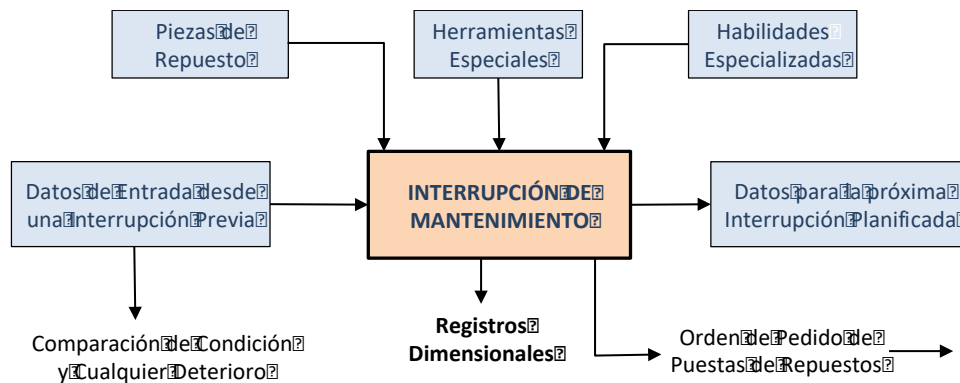 Piezas de
Repuesto
Herramientas
Especiales
Habilidades
Especializadas
Datos de Entrada desde
una Interrupción Previa
INTERRUPCIÓN DE
MANTENIMIENTO
Datos para la próxima
Interrupción Planificada
Comparación de Condición
y Cualquier Deterioro
Registros
Dimensionales
Orden de Pedido de
Puestas de Repuestos